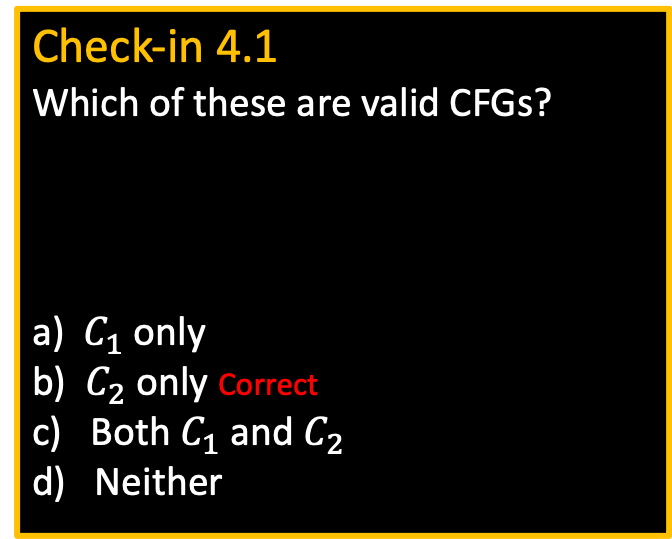 Check-in 4.1
Which of these are valid CFGs?
a) C₁ only
b) C₂ only Correct
c) Both C₁ and C₂
d) Neither